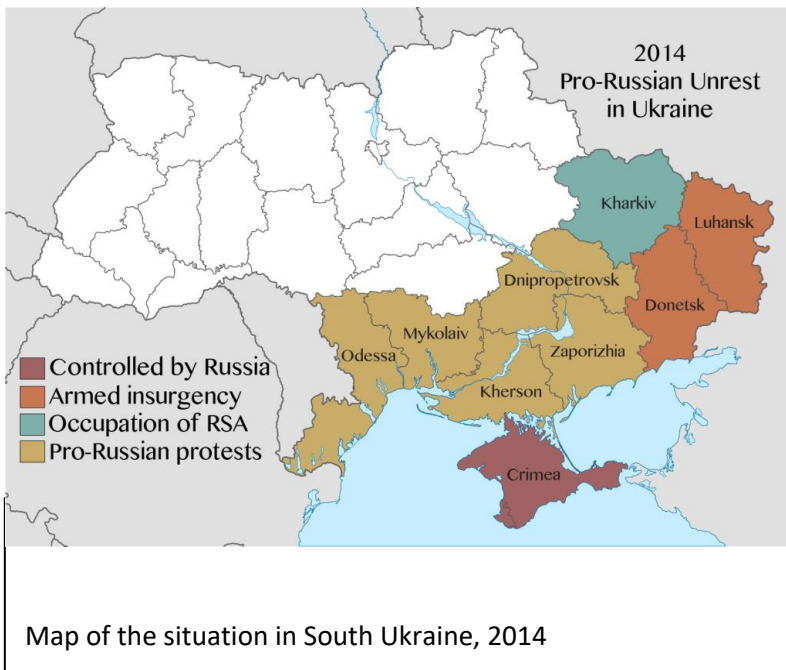 2014
Pro-Russian Unrest
in Ukraine
Kharkiv
Luhansk
Dnipropetrovsk
Donetsk
Mykolaiv
Odessa
Zaporizhia
Kherson
Crimea
Controlled by Russia
Armed insurgency
Occupation of RSA
Pro-Russian protests
Map of the situation in South Ukraine, 2014